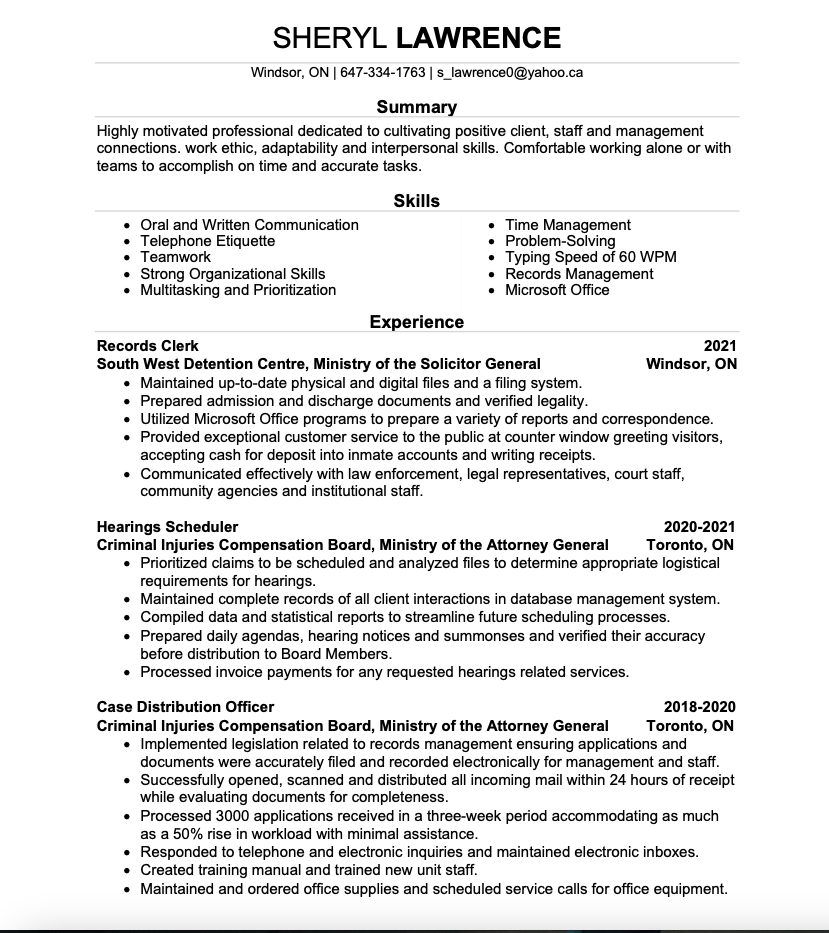 SHERYL LAWRENCE
Windsor, ON | 647-334-1763 | s_lawrence0@yahoo.ca
Summary
Highly motivated professional dedicated to cultivating positive client, staff and management
connections. work ethic, adaptability and interpersonal skills. Comfortable working alone or with
teams to accomplish on time and accurate tasks.
Skills
• Oral and Written Communication
• Telephone Etiquette
• Teamwork
• Strong Organizational Skills
• Multitasking and Prioritization
• Time Management
• Problem-Solving
• Typing Speed of 60 WPM
• Records Management
• Microsoft Office
Experience
Records Clerk 2021
South West Detention Centre, Ministry of the Solicitor General Windsor, ON
• Maintained up-to-date physical and digital files and a filing system.
• Prepared admission and discharge documents and verified legality.
• Utilized Microsoft Office programs to prepare a variety of reports and correspondence.
• Provided exceptional customer service to the public at counter window greeting visitors,
accepting cash for deposit into inmate accounts and writing receipts.
• Communicated effectively with law enforcement, legal representatives, court staff,
community agencies and institutional staff.
Hearings Scheduler 2020-2021
Criminal Injuries Compensation Board, Ministry of the Attorney General Toronto, ON
• Prioritized claims to be scheduled and analyzed files to determine appropriate logistical
requirements for hearings.
• Maintained complete records of all client interactions in database management system.
• Compiled data and statistical reports to streamline future scheduling processes.
• Prepared daily agendas, hearing notices and summonses and verified their accuracy
before distribution to Board Members.
• Processed invoice payments for any requested hearings related services.
Case Distribution Officer 2018-2020
Criminal Injuries Compensation Board, Ministry of the Attorney General Toronto, ON
• Implemented legislation related to records management ensuring applications and
documents were accurately filed and recorded electronically for management and staff.
• Successfully opened, scanned and distributed all incoming mail within 24 hours of receipt
while evaluating documents for completeness.
• Processed 3000 applications received in a three-week period accommodating as much
as a 50% rise in workload with minimal assistance.
• Responded to telephone and electronic inquiries and maintained electronic inboxes.
• Created training manual and trained new unit staff.
• Maintained and ordered office supplies and scheduled service calls for office equipment.